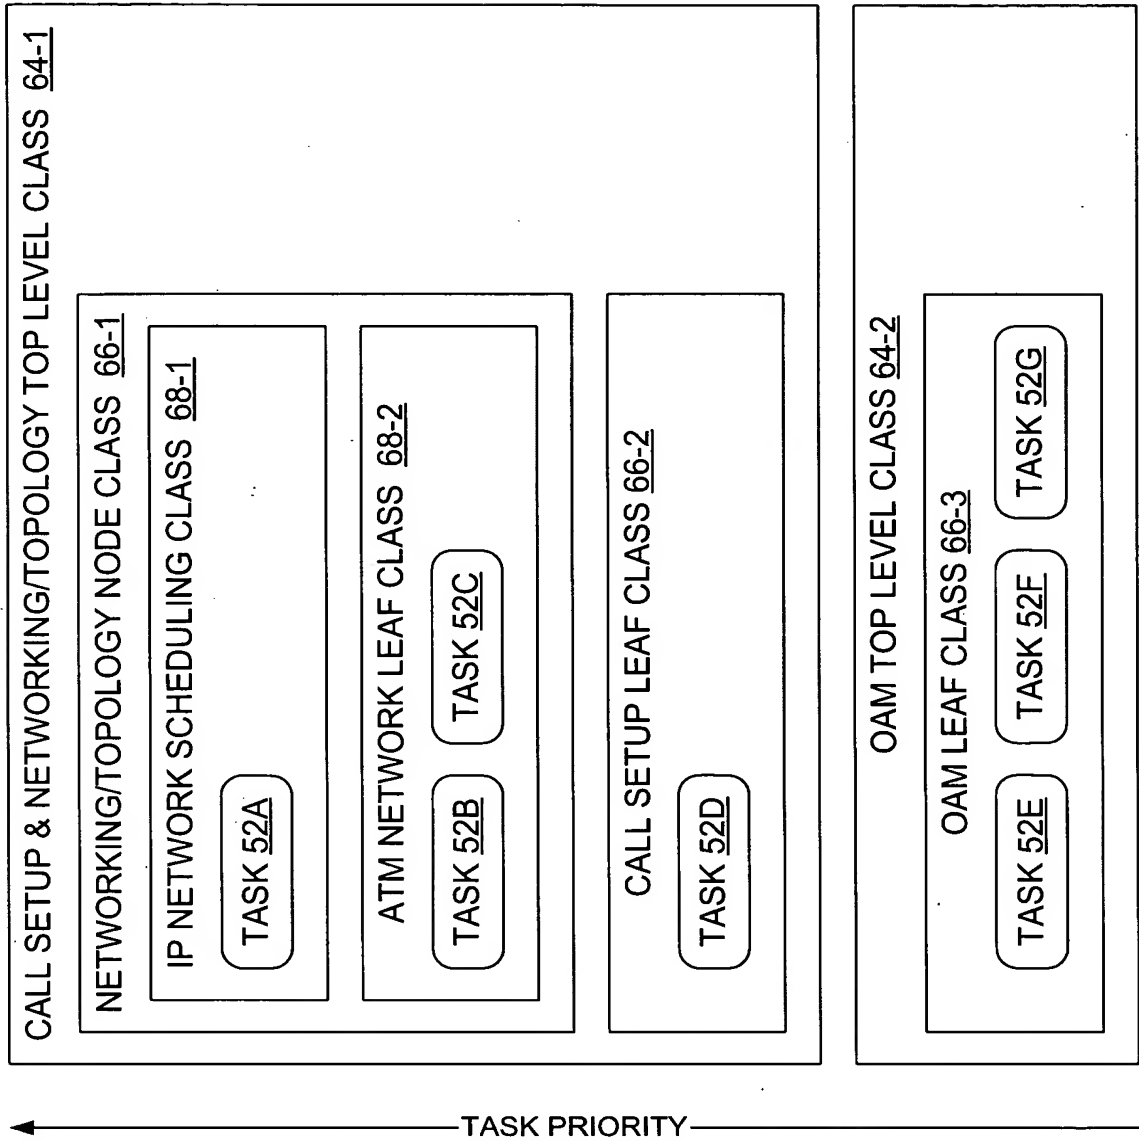 CALL SETUP & NETWORKING/TOPOLOGY TOP LEVEL CLASS 64-1
NETWORKING/TOPOLOGY NODE CLASS 66-1
IP NETWORK SCHEDULING CLASS 68-1
TASK 52A
ATM NETWORK LEAF CLASS 68-2
TASK 52B
TASK 52C
CALL SETUP LEAF CLASS 66-2
TASK 52D
OAM TOP LEVEL CLASS 64-2
OAM LEAF CLASS 66-3
TASK 52E
TASK 52F
TASK 52G
TASK PRIORITY